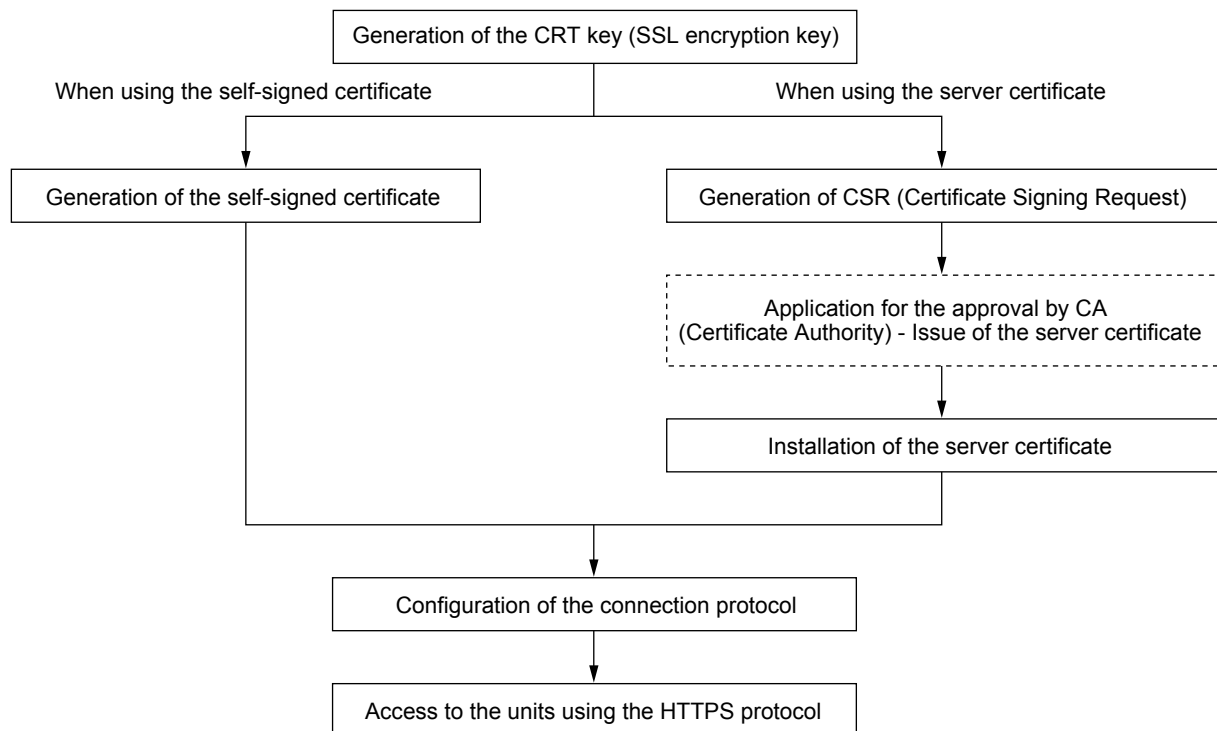 Generation of the CRT key (SSL encryption key)
When using the self-signed certificate
When using the server certificate
Generation of the self-signed certificate
Generation of CSR (Certificate Signing Request)
Application for the approval by CA
(Certificate Authority) - Issue of the server certificate
Installation of the server certificate
Configuration of the connection protocol
Access to the units using the HTTPS protocol